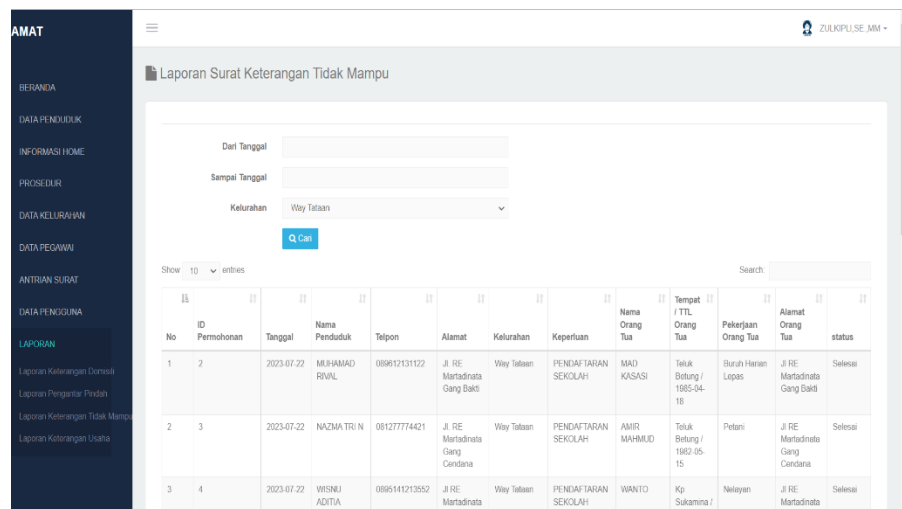 AMAT
ZULKIPLI,SE.,MM
BERANDA
DATA PENDUDUK
INFORMASI HOME
PROSEDUR
DATA KELURAHAN
DATA PEGAWAI
ANTRIAN SURAT
DATA PENGGUNA
LAPORAN
Laporan Keterangan Domisili
Laporan Pengantar Pindah
Laporan Keterangan Tidak Mampu
Laporan Keterangan Usaha
Laporan Surat Keterangan Tidak Mampu
Dari Tanggal
Sampai Tanggal
Kelurahan Way Tataan
Cari
Show 10 entries Search:
No ID Permohonan Tanggal Nama Penduduk Telpon Alamat Kelurahan Keperluan Nama Orang Tua Tempat / TTL Orang Tua Pekerjaan Orang Tua Alamat Orang Tua status
1 2 2023-07-22 MUHAMAD RIVAL 089612131122 Jl. RE Martadinata Gang Bakti Way Tataan PENDAFTARAN SEKOLAH MAD KASASI Teluk Betung / 1985-04-18 Buruh Harian Lepas Jl RE Martadinata Gang Bakti Selesai
2 3 2023-07-22 NAZMA TRI N 081277774421 Jl. RE Martadinata Gang Cendana Way Tataan PENDAFTARAN SEKOLAH AMIR MAHMUD Teluk Betung / 1982-05-15 Petani Jl RE Martadinata Gang Cendana Selesai
3 4 2023-07-22 WISNU ADITIA 0895141213552 Jl RE Martadinata Way Tataan PENDAFTARAN SEKOLAH WANTO Kp Sukamina / Nelayan Jl RE Martadinata Selesai